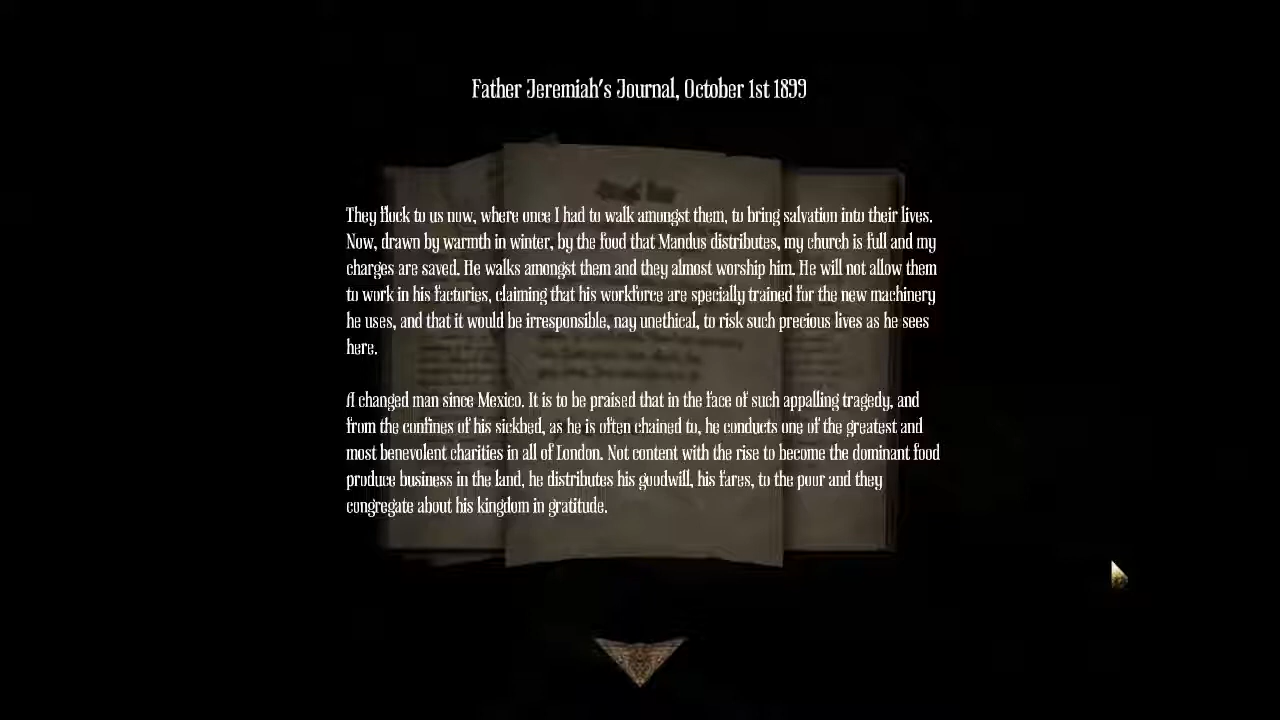 Father Jeremiah's Journal, October 1st 1899
They flock to us now, where once I had to walk amongst them, to bring salvation into their lives.
Now, drawn by warmth in winter, by the food that Mandus distributes, my church is full and my
charges are saved. He walks amongst them and they almost worship him. He will not allow them
to work in his factories, claiming that his workforce are specially trained for the new machinery
he uses, and that it would be irresponsible, nay unethical, to risk such precious lives as he sees
here.
A changed man since Mexico. It is to be praised that in the face of such appalling tragedy, and
from the confines of his sickbed, as he is often chained to, he conducts one of the greatest and
most benevolent charities in all of London. Not content with the rise to become the dominant food
produce business in the land, he distributes his goodwill, his fares, to the poor and they
congregate about his kingdom in gratitude.